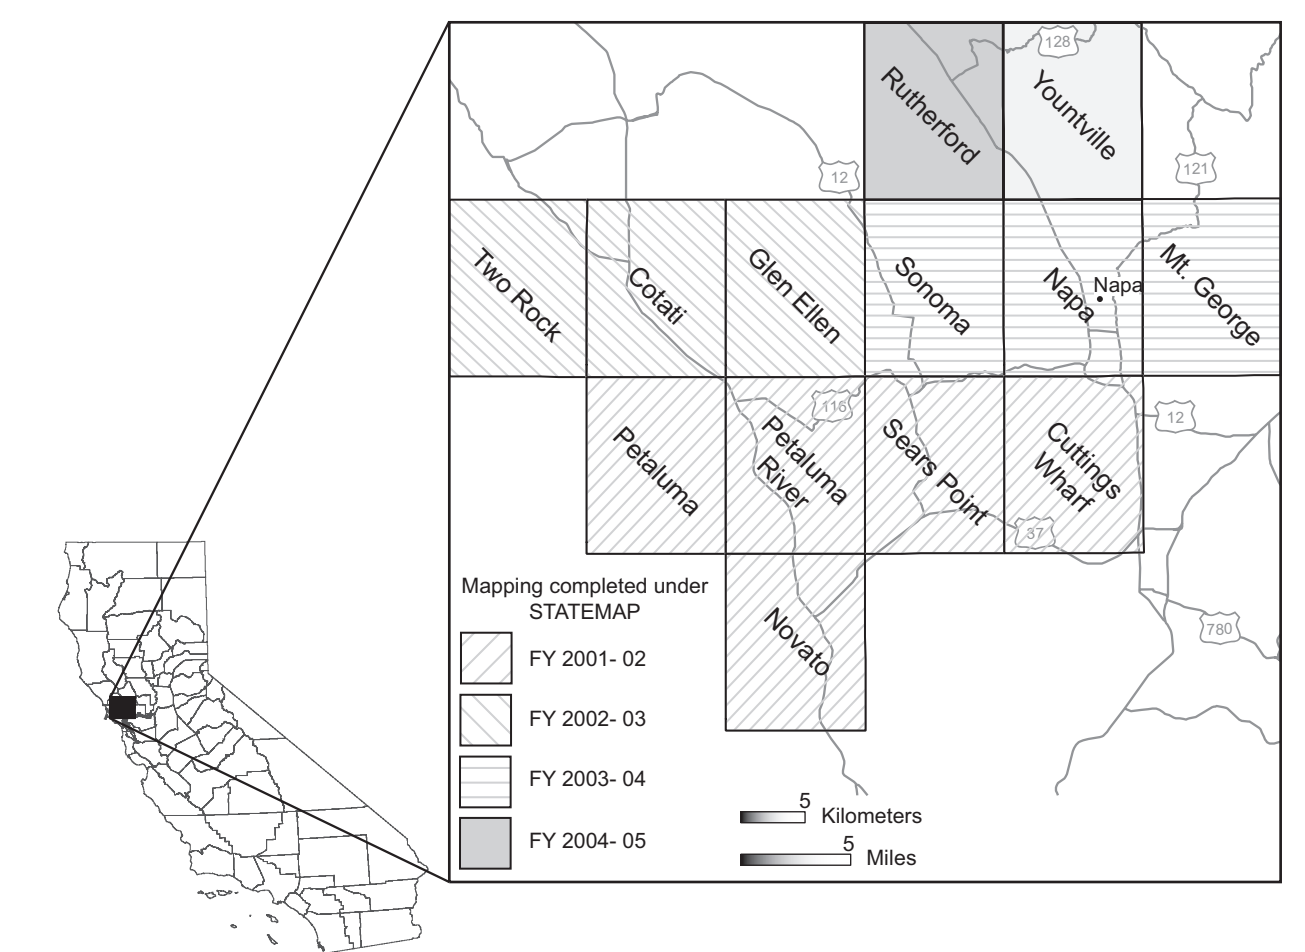 128
Rutherford
Yountville
12
121
Two Rock
Cotati
Glen Ellen
Sonoma
Napa
Napa
Mt. George
116
12
Petaluma
Petaluma
River
Sears Point
Cuttings
Wharf
37
Novato
780
Mapping completed under
STATEMAP
FY 2001- 02
FY 2002- 03
FY 2003- 04
FY 2004- 05
5
Kilometers
5
Miles